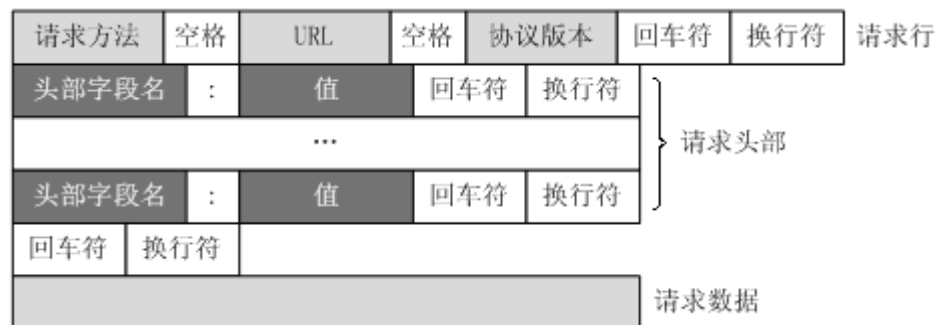 请求方法 空格 URL 空格 协议版本 回车符 换行符 请求行
头部字段名 : 值 回车符 换行符
… 请求头部
头部字段名 : 值 回车符 换行符
回车符 换行符
请求数据